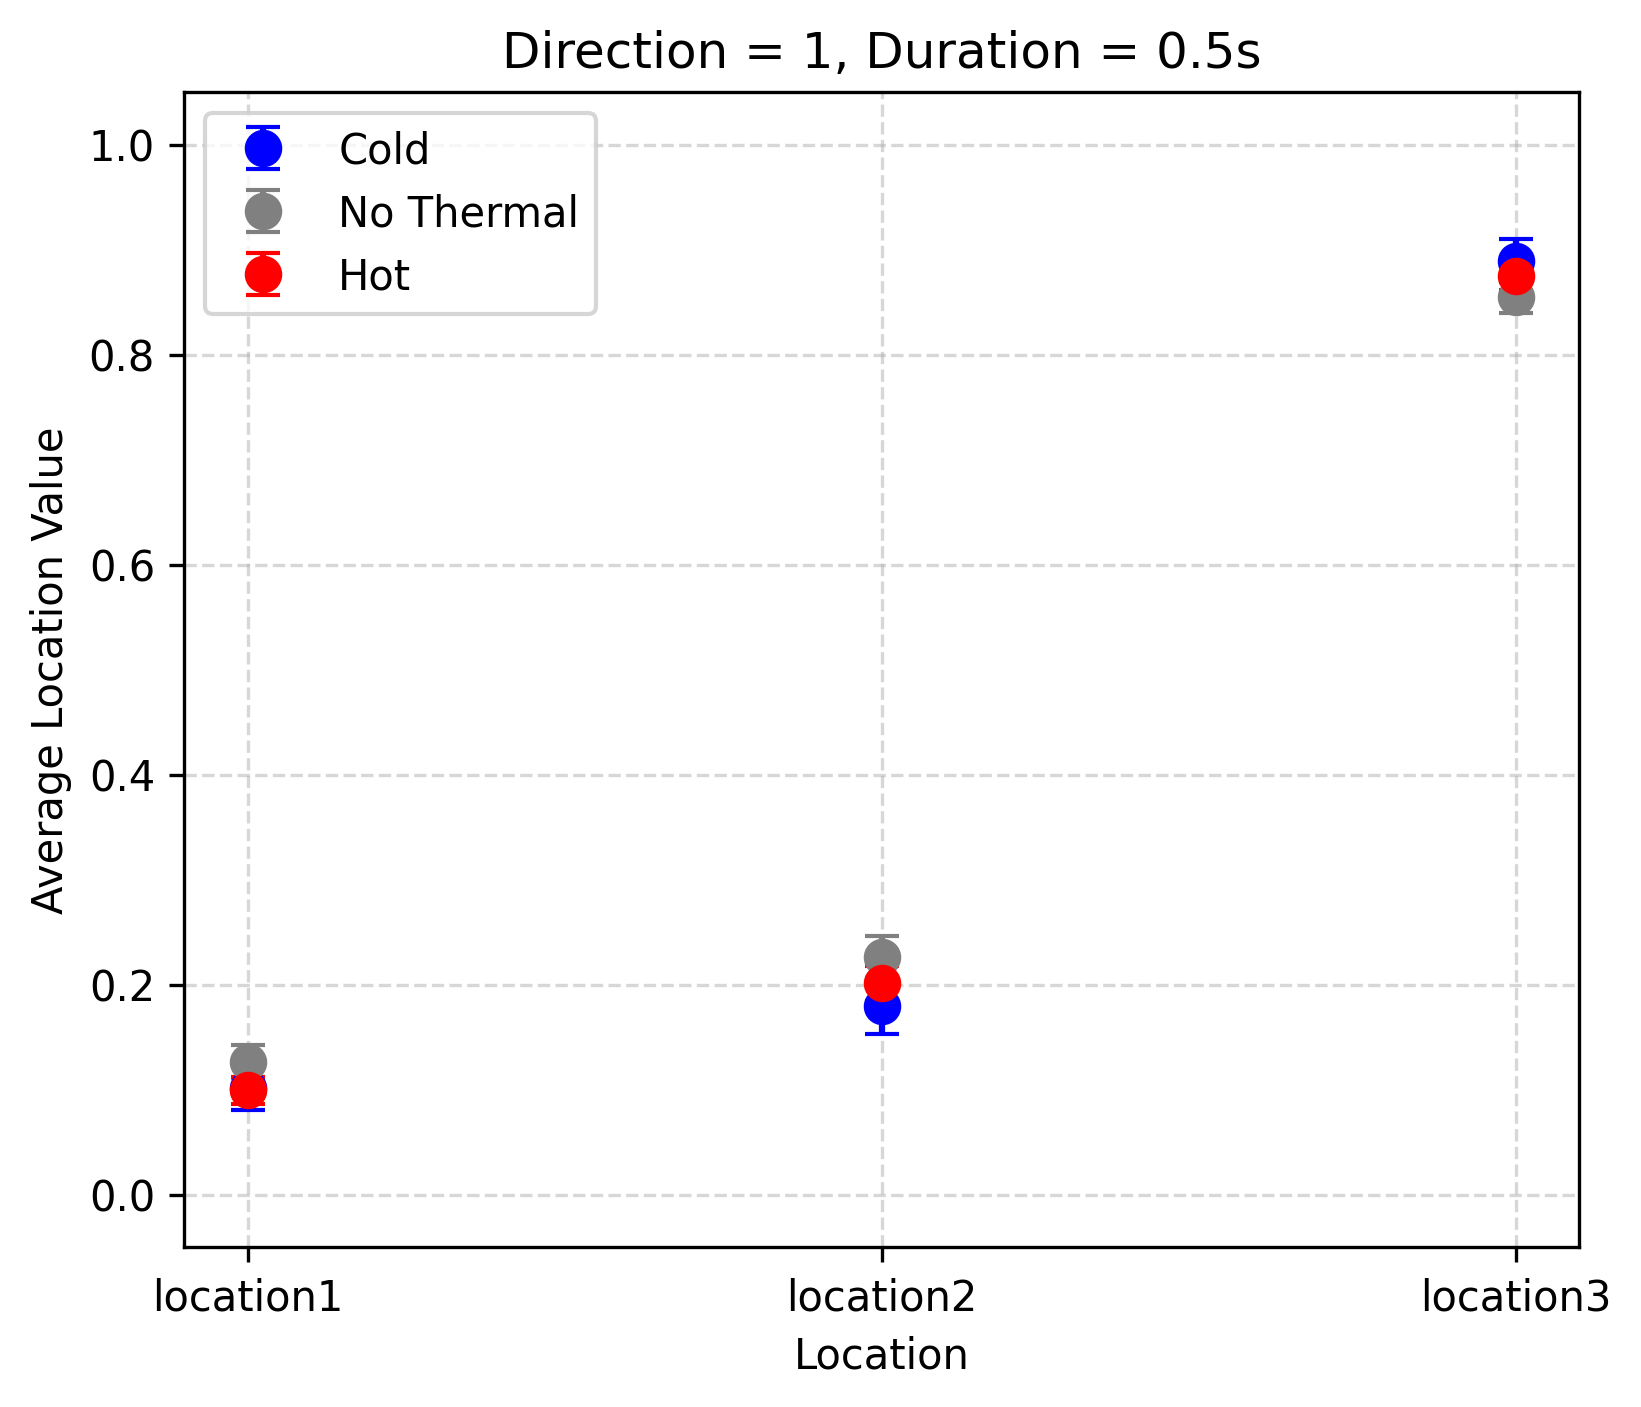 Direction = 1, Duration = 0.5s
Cold
No Thermal
Hot
1.0
0.8
0.6
0.4
0.2
0.0
Average Location Value
location1 location2 location3
Location